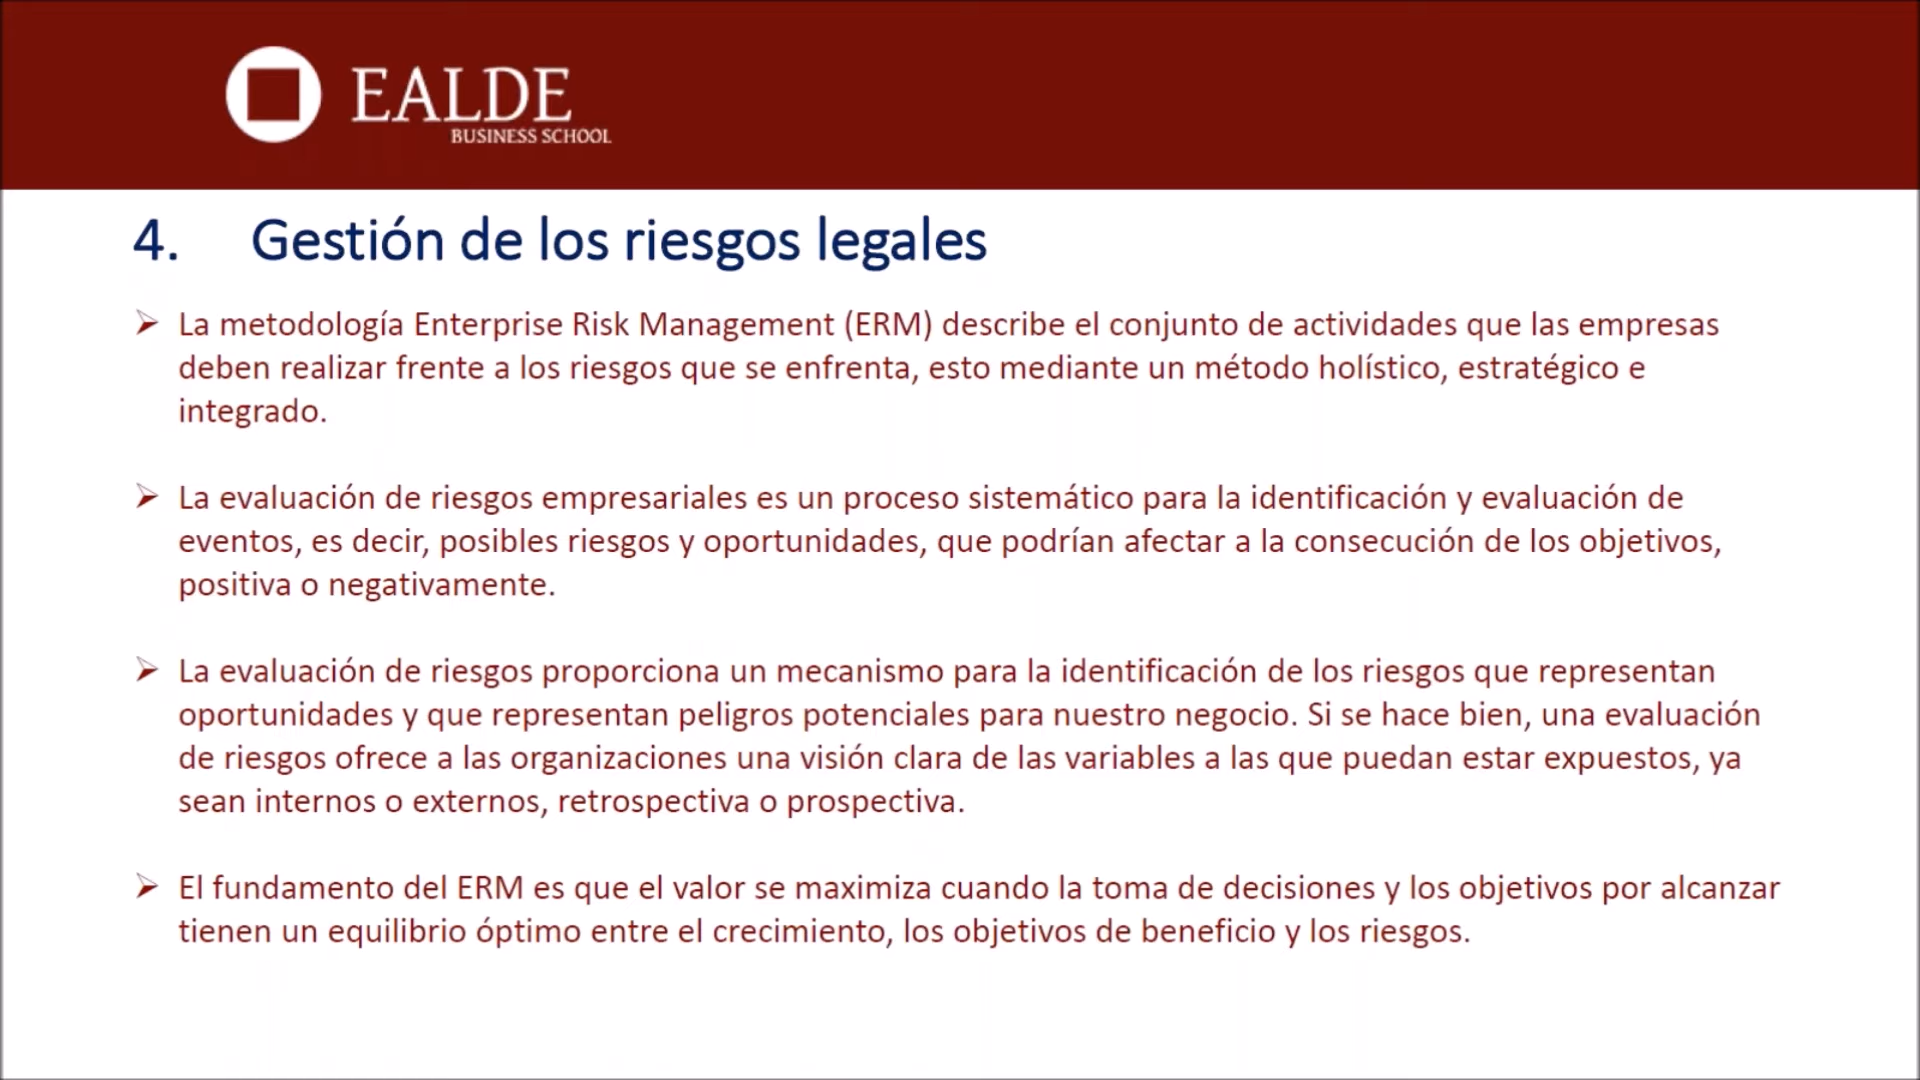 EALDE
BUSINESS SCHOOL
4. Gestión de los riesgos legales
➢ La metodología Enterprise Risk Management (ERM) describe el conjunto de actividades que las empresas
deben realizar frente a los riesgos que se enfrenta, esto mediante un método holístico, estratégico e
integrado.
➢ La evaluación de riesgos empresariales es un proceso sistemático para la identificación y evaluación de
eventos, es decir, posibles riesgos y oportunidades, que podrían afectar a la consecución de los objetivos,
positiva o negativamente.
➢ La evaluación de riesgos proporciona un mecanismo para la identificación de los riesgos que representan
oportunidades y que representan peligros potenciales para nuestro negocio. Si se hace bien, una evaluación
de riesgos ofrece a las organizaciones una visión clara de las variables a las que puedan estar expuestos, ya
sean internos o externos, retrospectiva o prospectiva.
➢ El fundamento del ERM es que el valor se maximiza cuando la toma de decisiones y los objetivos por alcanzar
tienen un equilibrio óptimo entre el crecimiento, los objetivos de beneficio y los riesgos.